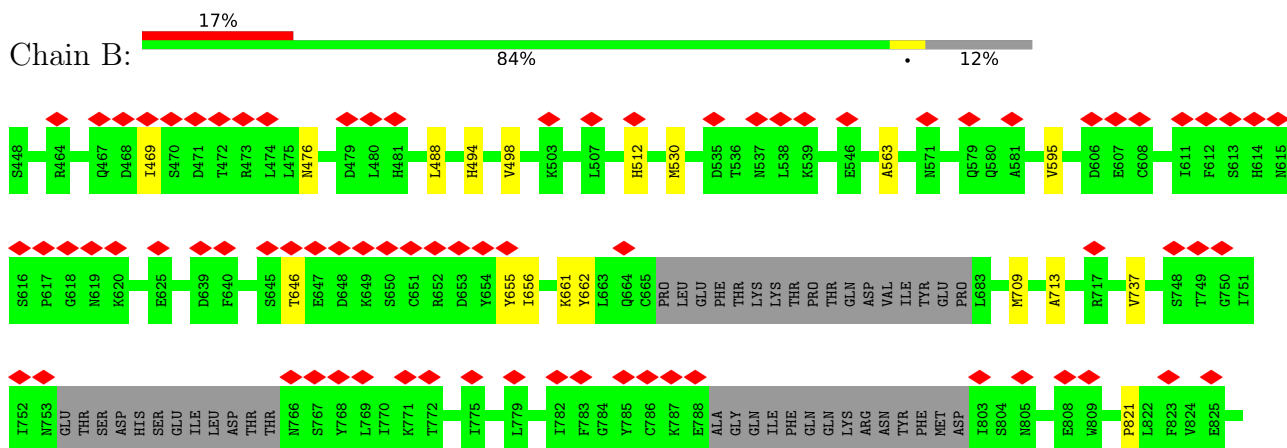 17%
Chain B:
84% • 12%
S448 R464 Q467 D468 I469 S470 D471 T472 R473 L474 L475 N476 D479 L480 H481 L488 H494 V498 K503 L507 H512 M530 D535 T536 N537 L538 K539 E546 A563 N571 Q579 Q580 A581 V595 D606 E607 C608 I611 F612 S613 H614 N615
S616 P617 G618 N619 K620 E625 D639 F640 S645 T646 E647 D648 K649 S650 C651 R652 D653 Y654 Y655 I656 K661 Y662 L663 Q664 C665 PRO LEU GLU PHE THR LYS LYS THR PRO THR GLN ASP VAL ILE TYR GLU PRO L683 M709 A713 R717 V737 S748 T749 G750 I751
I752 N753 GLU THR SER ASP HIS SER GLU ILE LEU ASP THR THR N766 S767 Y768 L769 I770 K771 T772 I775 L779 I782 F783 G784 Y785 C786 K787 E788 ALA GLY GLN ILE PHE GLN GLN LYS ARG ASN TYR PHE MET ASP I803 S804 N805 E808 W809 P821 L822 F823 V824 E825